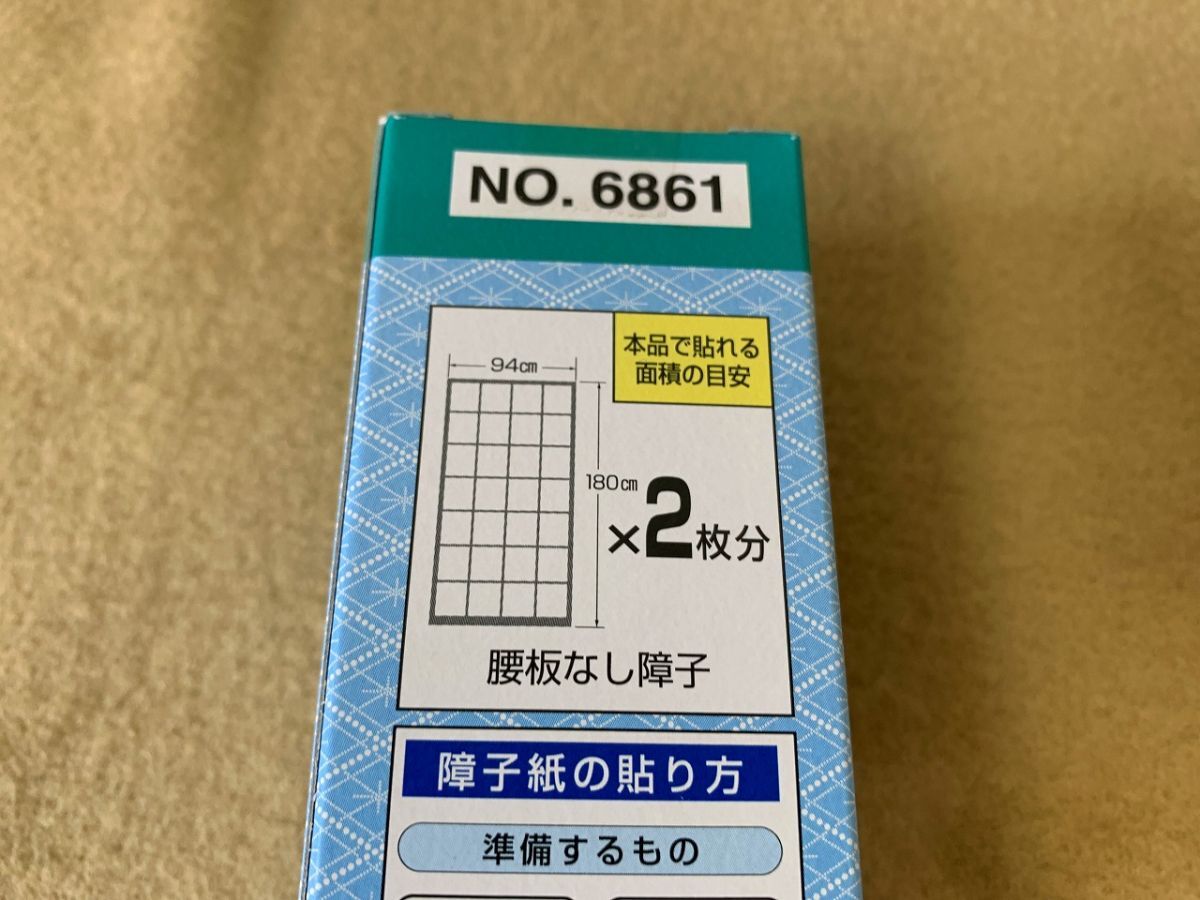 NO. 6861
本品で貼れる
面積の目安
94㎝
180㎝
×2枚分
腰板なし障子
障子紙の貼り方
準備するもの